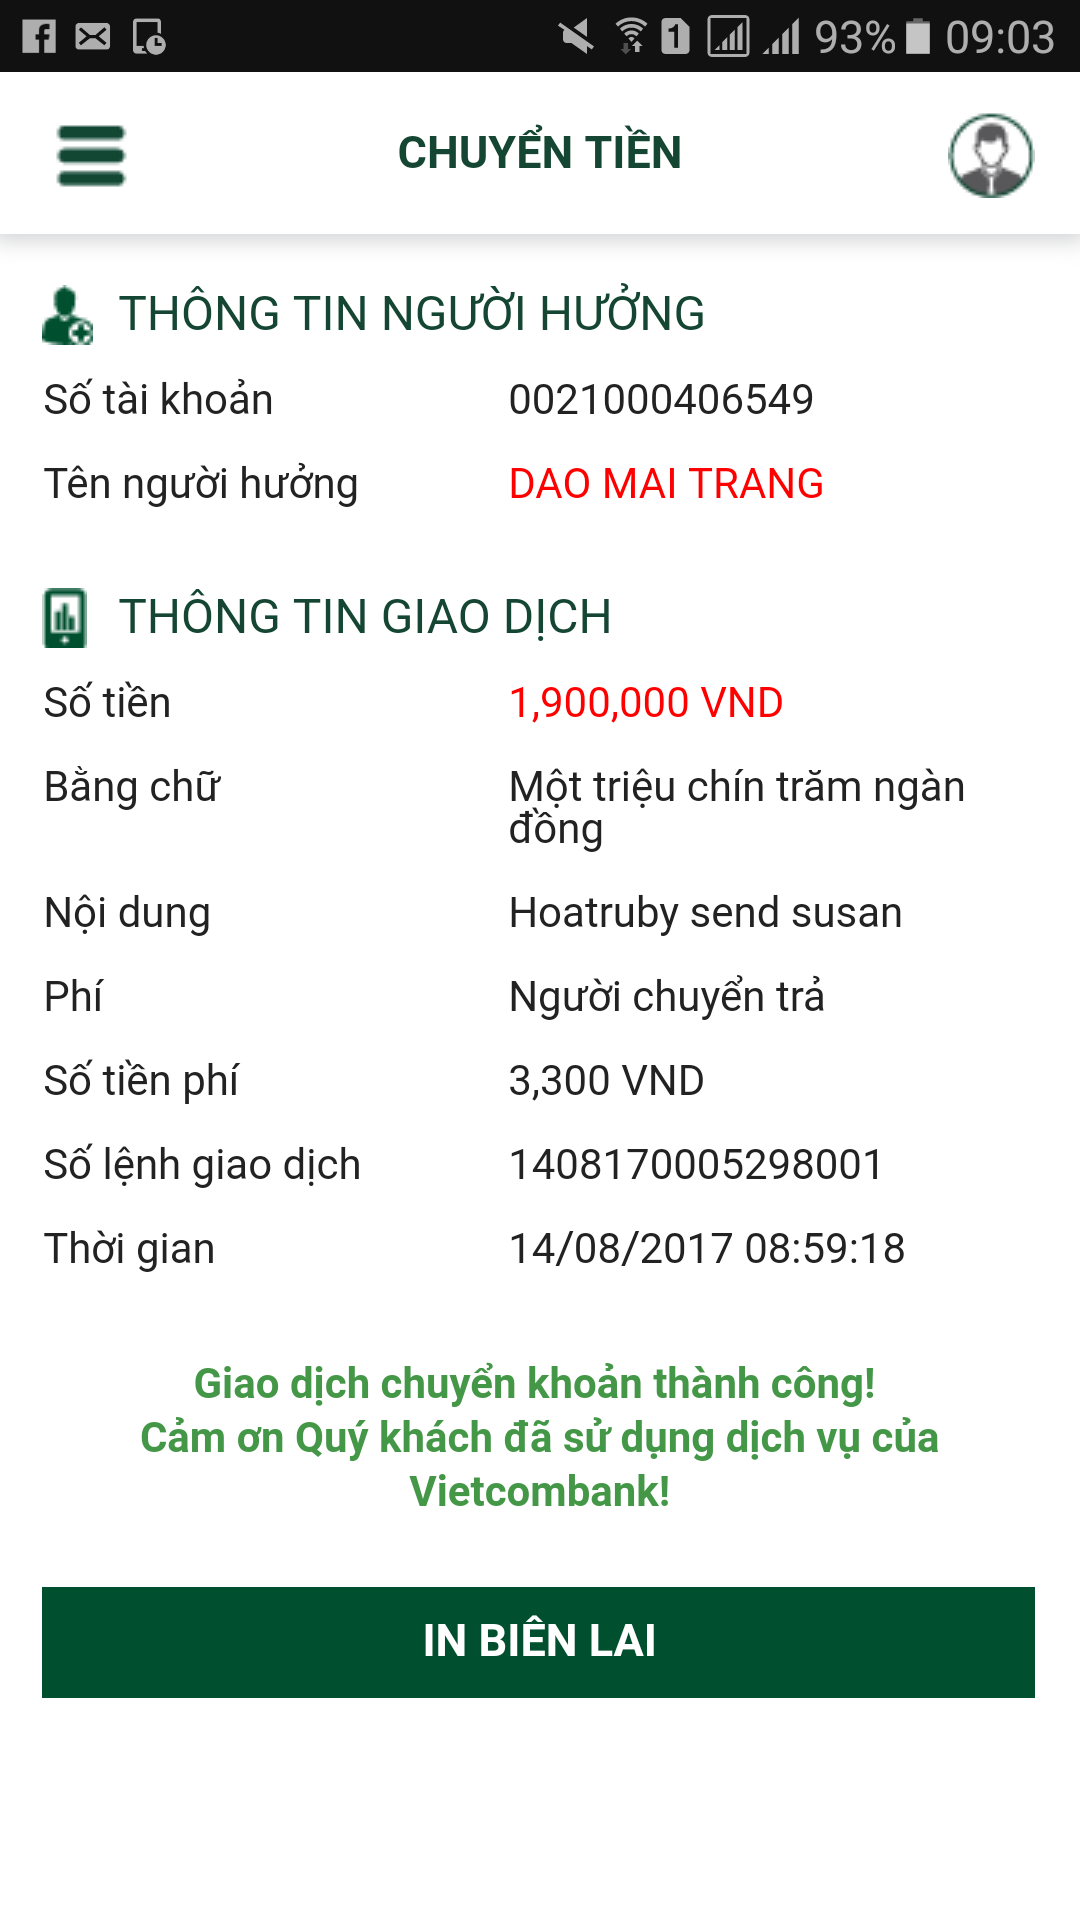 1 93% 09:03
CHUYỂN TIỀN
THÔNG TIN NGƯỜI HƯỞNG
Số tài khoản 0021000406549
Tên người hưởng DAO MAI TRANG
THÔNG TIN GIAO DỊCH
Số tiền 1,900,000 VND
Bằng chữ Một triệu chín trăm ngàn
đồng
Nội dung Hoatruby send susan
Phí Người chuyển trả
Số tiền phí 3,300 VND
Số lệnh giao dịch 1408170005298001
Thời gian 14/08/2017 08:59:18
Giao dịch chuyển khoản thành công!
Cảm ơn Quý khách đã sử dụng dịch vụ của
Vietcombank!
IN BIÊN LAI